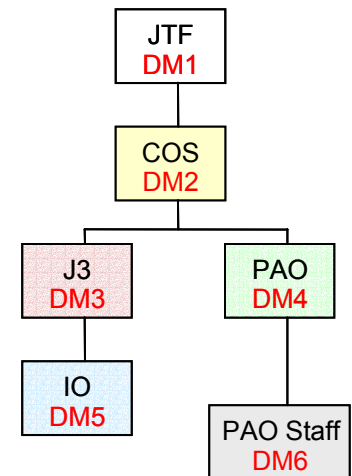 JTF
DM1
COS
DM2
J3
DM3
PAO
DM4
IO
DM5
PAO Staff
DM6